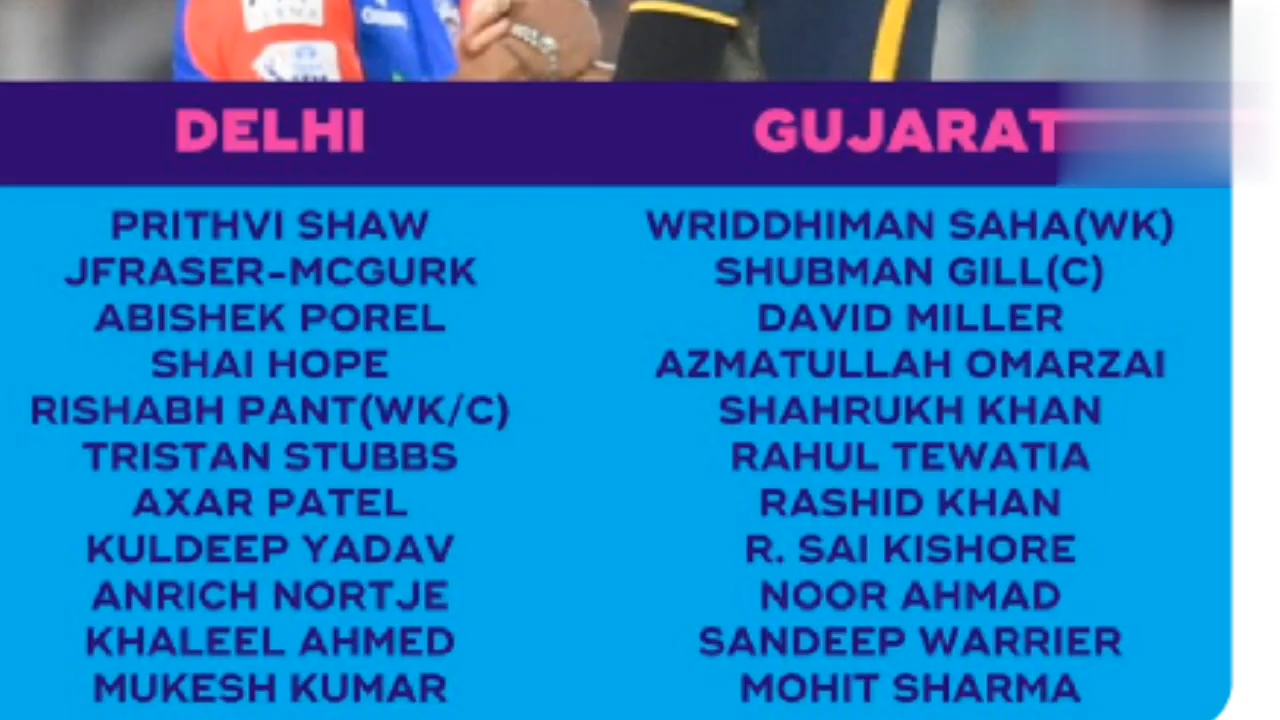 DELHI
GUJARAT
PRITHVI SHAW
WRIDDHIMAN SAHA(WK)
JFRASER-MCGURK
SHUBMAN GILL(C)
ABISHEK POREL
DAVID MILLER
SHAI HOPE
AZMATULLAH OMARZAI
RISHABH PANT(WK/C)
SHAHRUKH KHAN
TRISTAN STUBBS
RAHUL TEWATIA
AXAR PATEL
RASHID KHAN
KULDEEP YADAV
R. SAI KISHORE
ANRICH NORTJE
NOOR AHMAD
KHALEEL AHMED
SANDEEP WARRIER
MUKESH KUMAR
MOHIT SHARMA